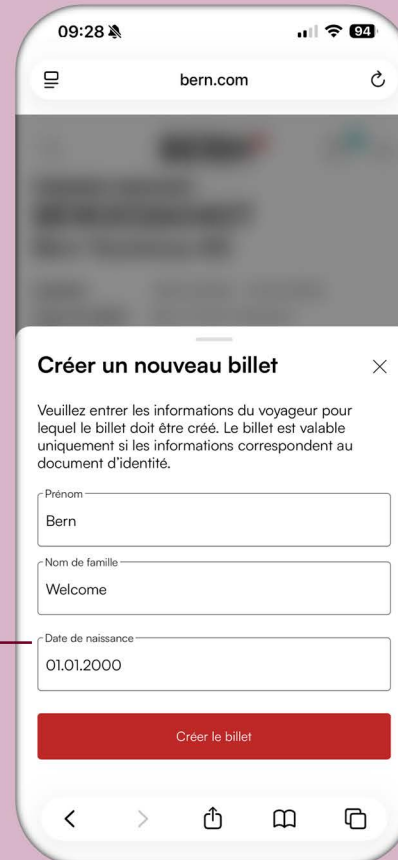 09:28
94
bern.com
Créer un nouveau billet
Veuillez entrer les informations du voyageur pour
lequel le billet doit être créé. Le billet est valable
uniquement si les informations correspondent au
document d'identité.
Prénom
Bern
Nom de famille
Welcome
Date de naissance
01.01.2000
Créer le billet